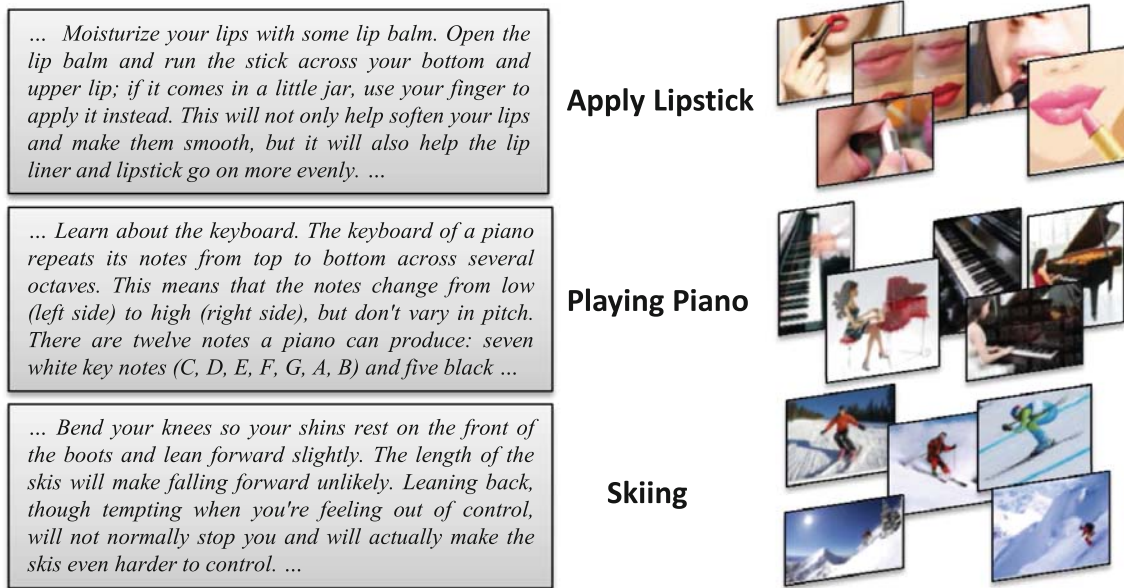 ... Moisturize your lips with some lip balm. Open the
lip balm and run the stick across your bottom and
upper lip; if it comes in a little jar, use your finger to
apply it instead. This will not only help soften your lips
and make them smooth, but it will also help the lip
liner and lipstick go on more evenly. ...
Apply Lipstick
... Learn about the keyboard. The keyboard of a piano
repeats its notes from top to bottom across several
octaves. This means that the notes change from low
(left side) to high (right side), but don't vary in pitch.
There are twelve notes a piano can produce: seven
white key notes (C, D, E, F, G, A, B) and five black ...
Playing Piano
... Bend your knees so your shins rest on the front of
the boots and lean forward slightly. The length of the
skis will make falling forward unlikely. Leaning back,
though tempting when you're feeling out of control,
will not normally stop you and will actually make the
skis even harder to control. ...
Skiing